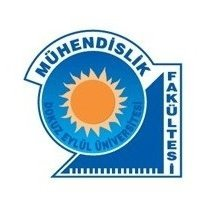 MÜHENDİSLİK
FAKÜLTESİ
DOKUZ EYLÜL ÜNİVERSİTESİ